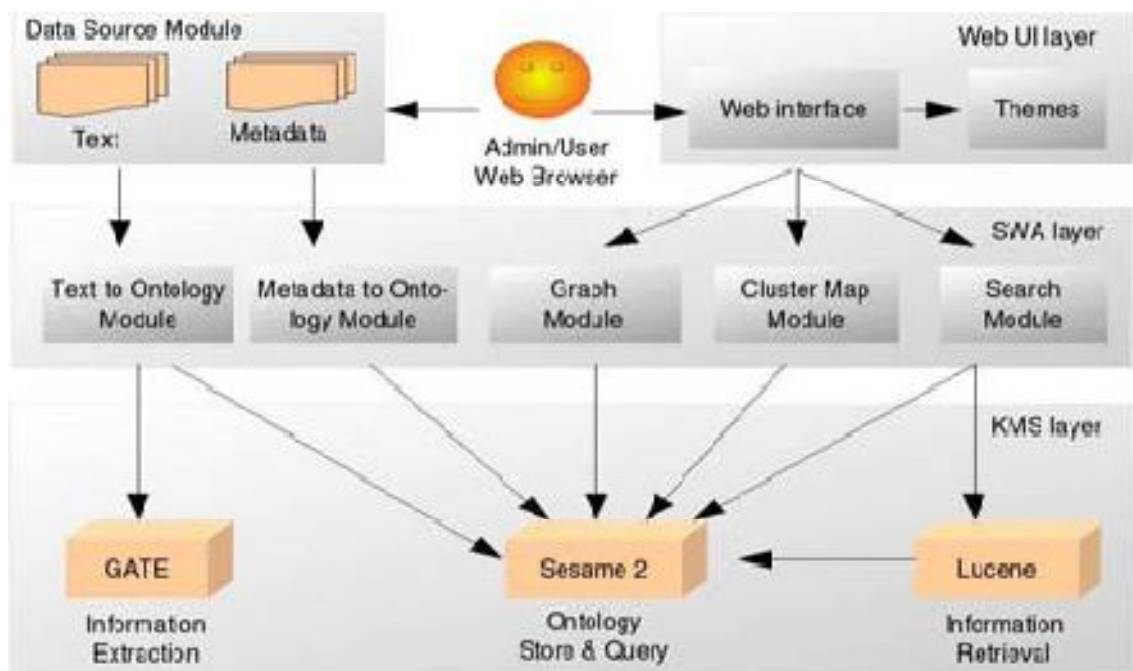 Data Source Module
Text
Metadata
Admin/User
Web Browser
Web UI layer
Web interface
Themes
SWA layer
Text to Ontology
Module
Metadata to Onto-
logy Module
Graph
Module
Cluster Map
Module
Search
Module
KMS layer
GATE
Information
Extraction
Sesame 2
Ontology
Store & Query
Lucene
Information
Retrieval